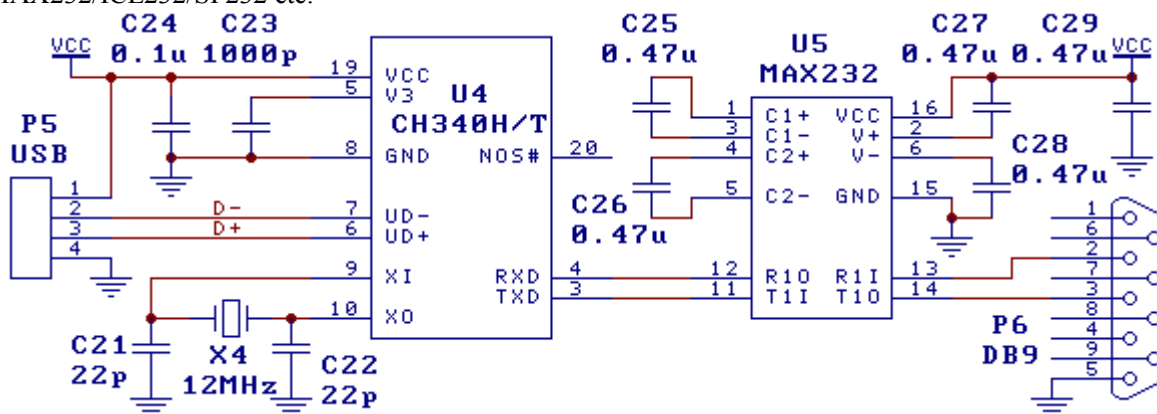 MAX232/ICL232/SP232 etc.
C24 C23 C25 C27 C29
VCC 0.1u 1000p 0.47u U5 0.47u 0.47u VCC
MAX232
19 VCC
5 V3
U4
CH340H/T
P5
USB
8 GND NOS# 20
1
2 D- 7 UD-
3 D+ 6 UD+
4
9 XI RXD 4
TXD 3
10 XO
C21
22p
X4
12MHz
C22
22p
1 C1+ VCC 16
3 C1- V+ 2
4 C2+ V- 6
5 C2- GND 15
C26
0.47u
C28
0.47u
12 R1O R1I 13
11 T1I T1O 14
1
6
2
7
3
8
4
9
5
P6
DB9